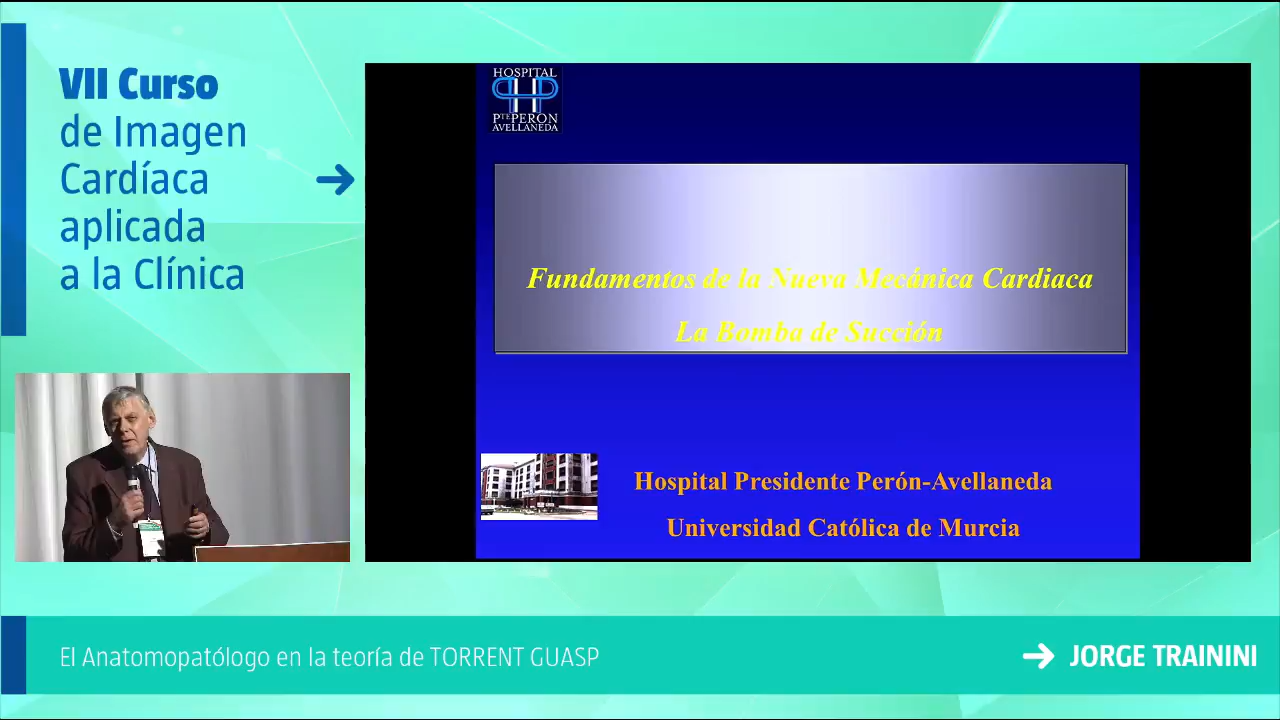 VII Curso
de Imagen
Cardíaca
aplicada
a la Clínica
HOSPITAL
PTE PERON
AVELLANEDA
Fundamentos de la Nueva Mecánica Cardiaca
La Bomba de Succión
Hospital Presidente Perón-Avellaneda
Universidad Católica de Murcia
El Anatomopatólogo en la teoría de TORRENT GUASP
JORGE TRAININI